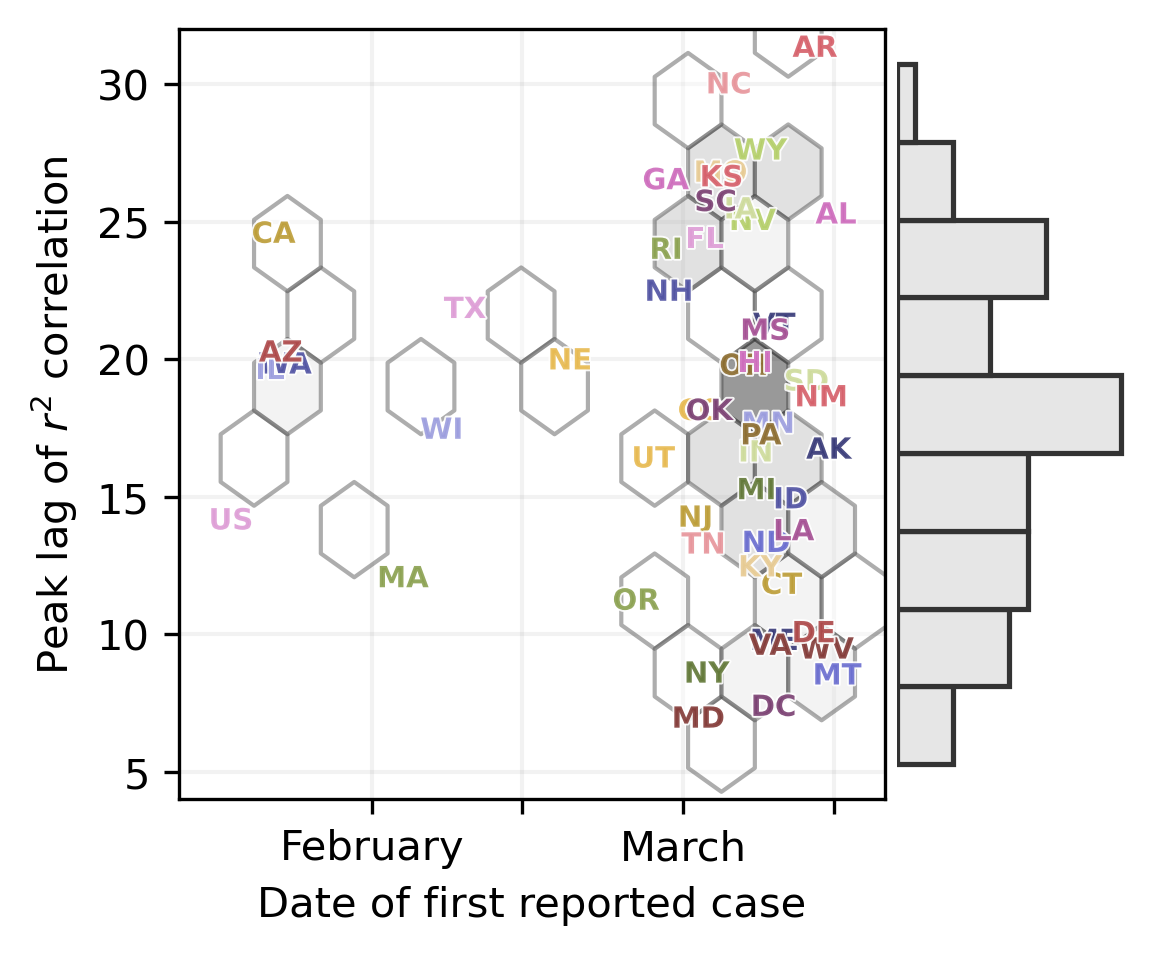 AR
30
NC
WY
KS
GA
SC
NV
AL
25
CA
RI
FL
NH
TX
VT
MS
20
AZ
IL
NE
OH
HI
SD
NM
OK
WI
MN
PA
UT
IN
AK
MI
ID
15
US
NJ
LA
TN
ND
KY
MA
CT
OR
10
DE
VA
WV
NY
MT
DC
MD
5
February
March
Date of first reported case
Peak lag of r² correlation